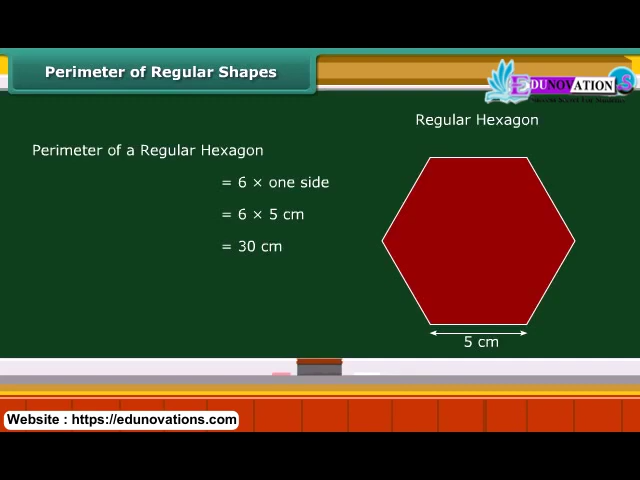 Perimeter of Regular Shapes
EDUNOVATIONS
Regular Hexagon
Perimeter of a Regular Hexagon
= 6 × one side
= 6 × 5 cm
= 30 cm
5 cm
Website : https://edunovations.com